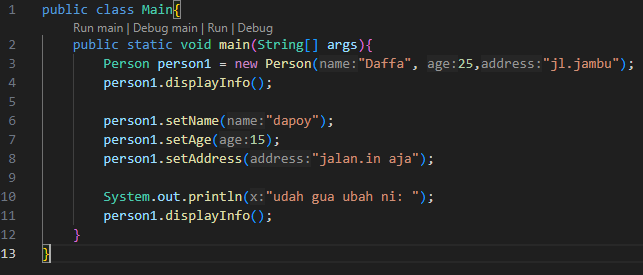 1 public class Main{
Run main | Debug main | Run | Debug
2 public static void main(String[] args){
3 Person person1 = new Person(name:"Daffa", age:25,address:"jl.jambu");
4 person1.displayInfo();
5
6 person1.setName(name:"dapoy");
7 person1.setAge(age:15);
8 person1.setAddress(address:"jalan.in aja");
9
10 System.out.println(x:"udah gua ubah ni: ");
11 person1.displayInfo();
12 }
13 }